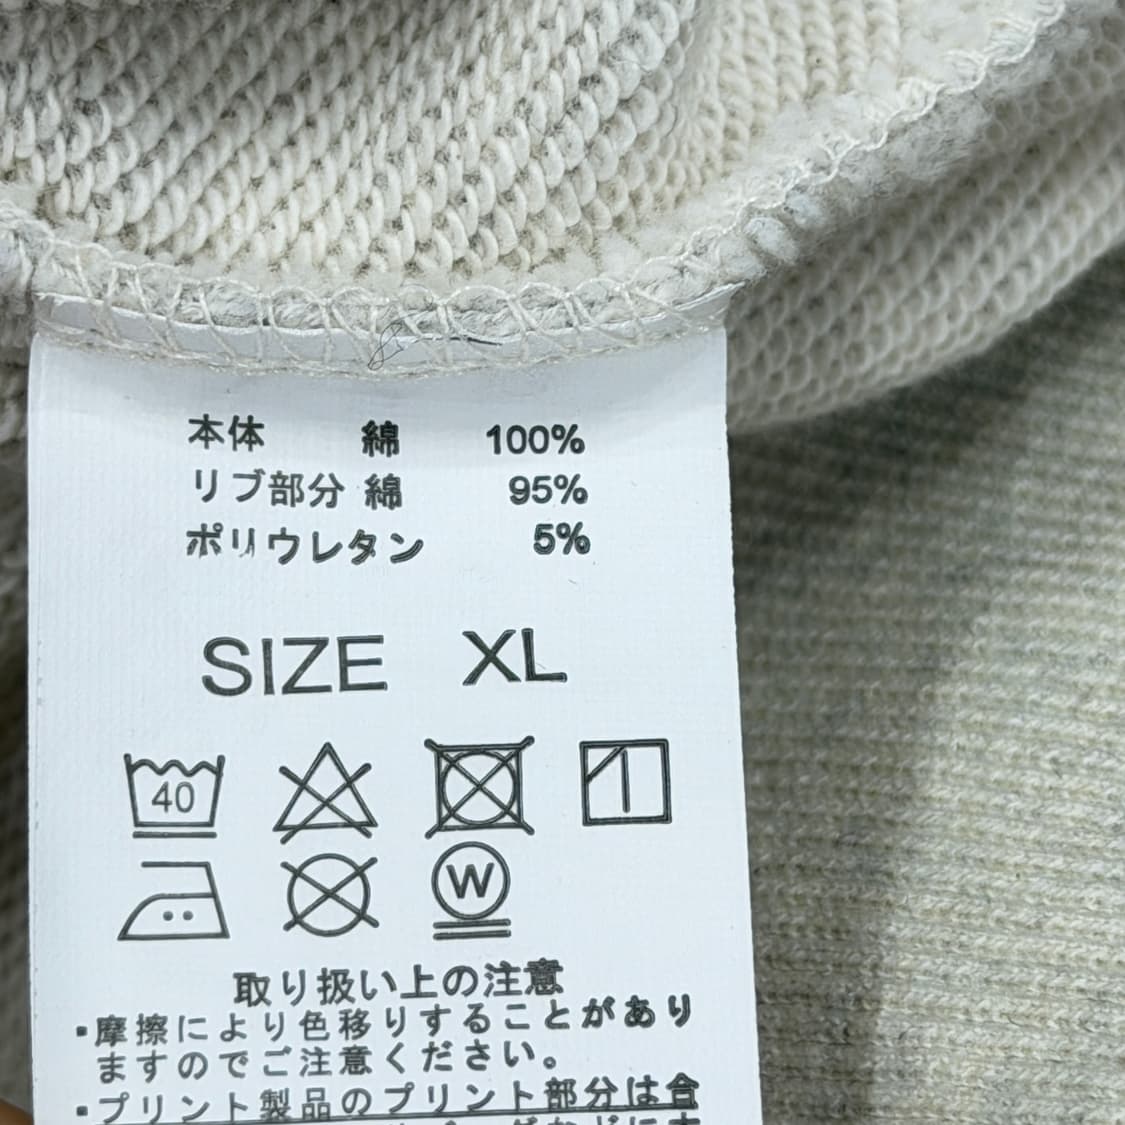 本体 綿 100%
リブ部分 綿 95%
ポリウレタン 5%
SIZE XL
40
W
取り扱い上の注意
▪摩擦により色移りすることがあり
ますのでご注意ください。
▪プリント製品のプリント部分は合